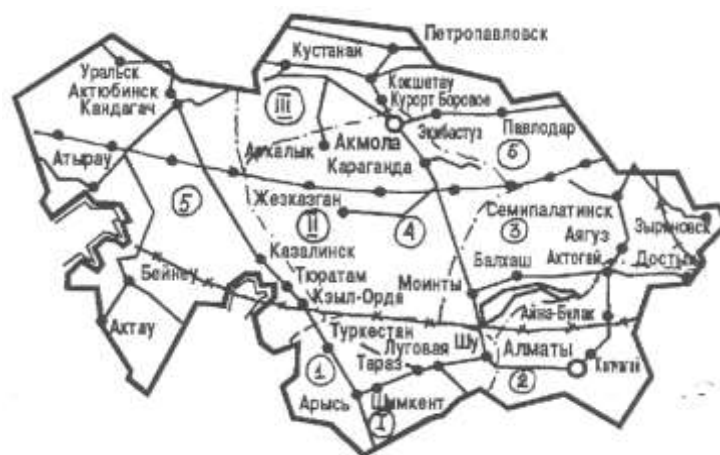 Петропавловск
Кустанай
Уральск
Актюбинск
Кандагач
Кокшетау
Курорт Боровое
III
Акмола
Экибастуз
Павлодар
Аркалык
6
Атырау
Караганда
5
Жезказган
II
4
Семипалатинск
3
Зыряновск
Аягуз
Казалинск
Балхаш
Актогай
Достык
Бейнеу
Тюратам
Моинты
Кзыл-Орда
Айна-Булак
Актау
Туркестан
Шу
Алматы
Луговая
Капчагай
1
Тараз
2
Арысь
Шымкент
I